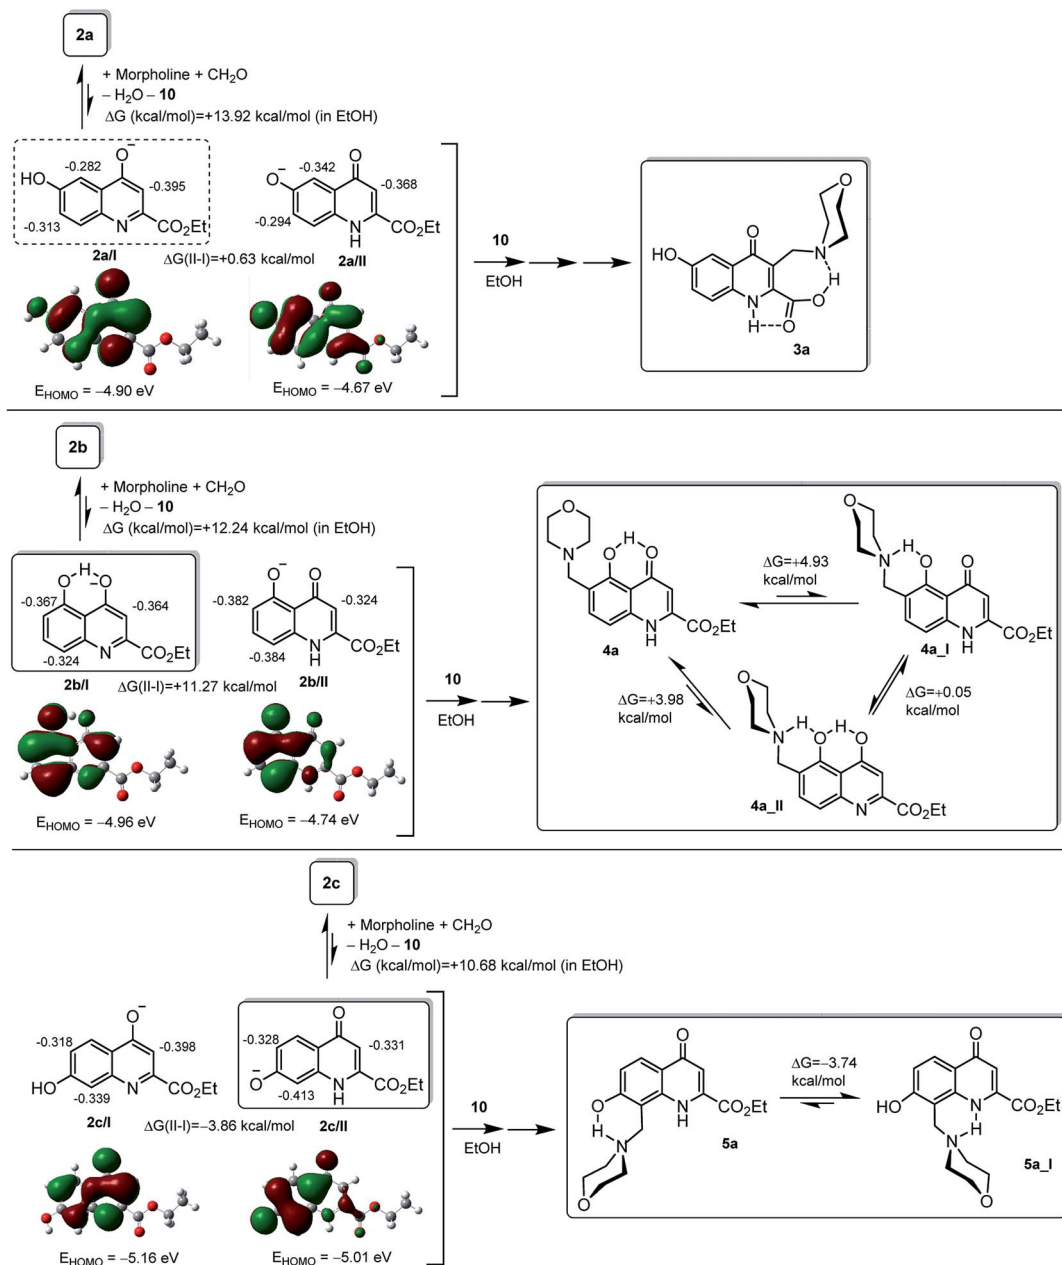 2a
+ Morpholine + CH₂O
– H₂O – 10
ΔG (kcal/mol)=+13.92 kcal/mol (in EtOH)
O⁻
-0.282
HO
-0.395
-0.313
N
CO₂Et
2a/I
O
-0.342
O⁻
-0.368
-0.294
N
H
CO₂Et
2a/II
ΔG(II-I)=+0.63 kcal/mol
E_HOMO = –4.90 eV
E_HOMO = –4.67 eV
10
EtOH
O
O
N
HO
H
O
N
H
O
3a
2b
+ Morpholine + CH₂O
– H₂O – 10
ΔG (kcal/mol)=+12.24 kcal/mol (in EtOH)
H
O
O⁻
-0.367
-0.364
-0.324
N
CO₂Et
2b/I
O⁻
O
-0.382
-0.324
-0.384
N
H
CO₂Et
2b/II
ΔG(II-I)=+11.27 kcal/mol
E_HOMO = –4.96 eV
E_HOMO = –4.74 eV
10
EtOH
O
N
O
H
O
N
H
CO₂Et
4a
ΔG=+4.93
kcal/mol
O
N
H
O
O
N
H
CO₂Et
4a_I
ΔG=+3.98
kcal/mol
ΔG=+0.05
kcal/mol
O
N
H
O
H
O
N
CO₂Et
4a_II
2c
+ Morpholine + CH₂O
– H₂O – 10
ΔG (kcal/mol)=+10.68 kcal/mol (in EtOH)
O⁻
-0.318
-0.398
HO
-0.339
N
CO₂Et
2c/I
O
-0.328
-0.331
⁻O
-0.413
N
H
CO₂Et
2c/II
ΔG(II-I)=–3.86 kcal/mol
E_HOMO = –5.16 eV
E_HOMO = –5.01 eV
10
EtOH
O
O
H
NH
CO₂Et
N
O
5a
ΔG=–3.74
kcal/mol
O
HO
N
H
CO₂Et
N
O
5a_I